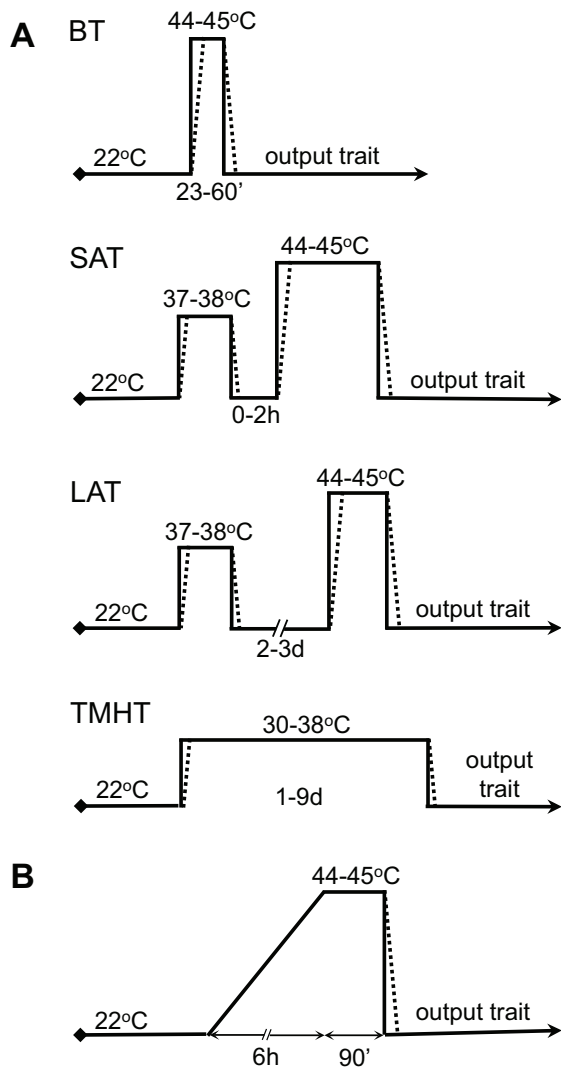 A
BT
44-45°C
22°C
output trait
23-60’
SAT
44-45°C
37-38°C
22°C
output trait
0-2h
LAT
44-45°C
37-38°C
22°C
output trait
2-3d
TMHT
30-38°C
22°C
output
trait
1-9d
B
44-45°C
22°C
output trait
6h
90’